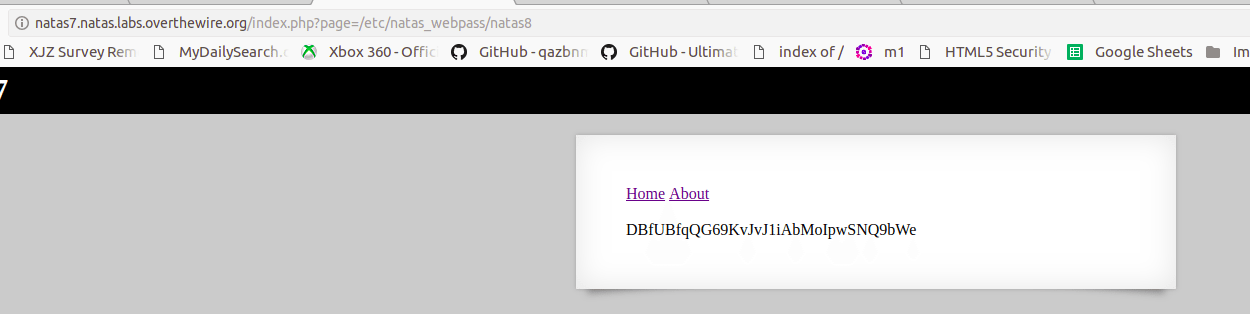 natas7.natas.labs.overthewire.org/index.php?page=/etc/natas_webpass/natas8
XJZ Survey Rem MyDailySearch.c Xbox 360 - Offic GitHub - qazbnm GitHub - Ultimat index of / m1 HTML5 Security Google Sheets Im
7
Home About
DBfUBfqQG69KvJvJ1iAbMoIpwSNQ9bWe